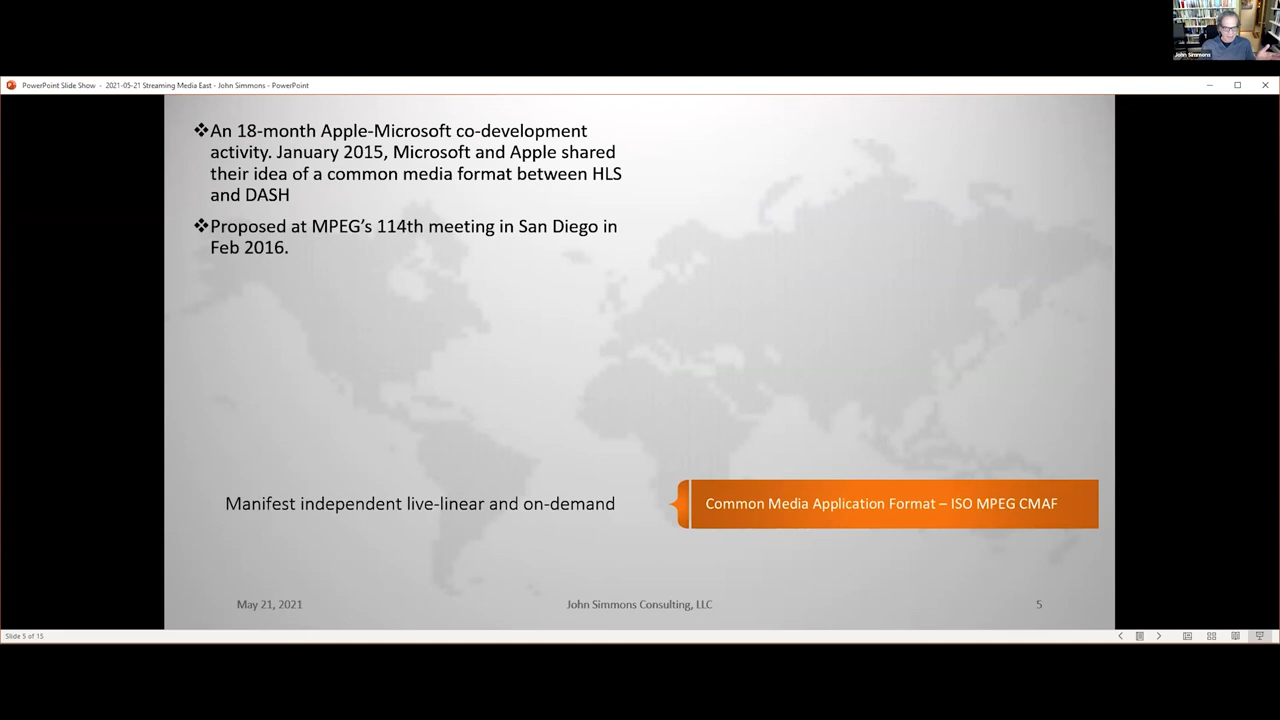 John Simmons
PowerPoint Slide Show - 2021-05-21 Streaming Media East - John Simmons - PowerPoint
❖An 18-month Apple-Microsoft co-development
activity. January 2015, Microsoft and Apple shared
their idea of a common media format between HLS
and DASH
❖Proposed at MPEG’s 114th meeting in San Diego in
Feb 2016.
Manifest independent live-linear and on-demand
Common Media Application Format – ISO MPEG CMAF
May 21, 2021
John Simmons Consulting, LLC
5
Slide 5 of 15